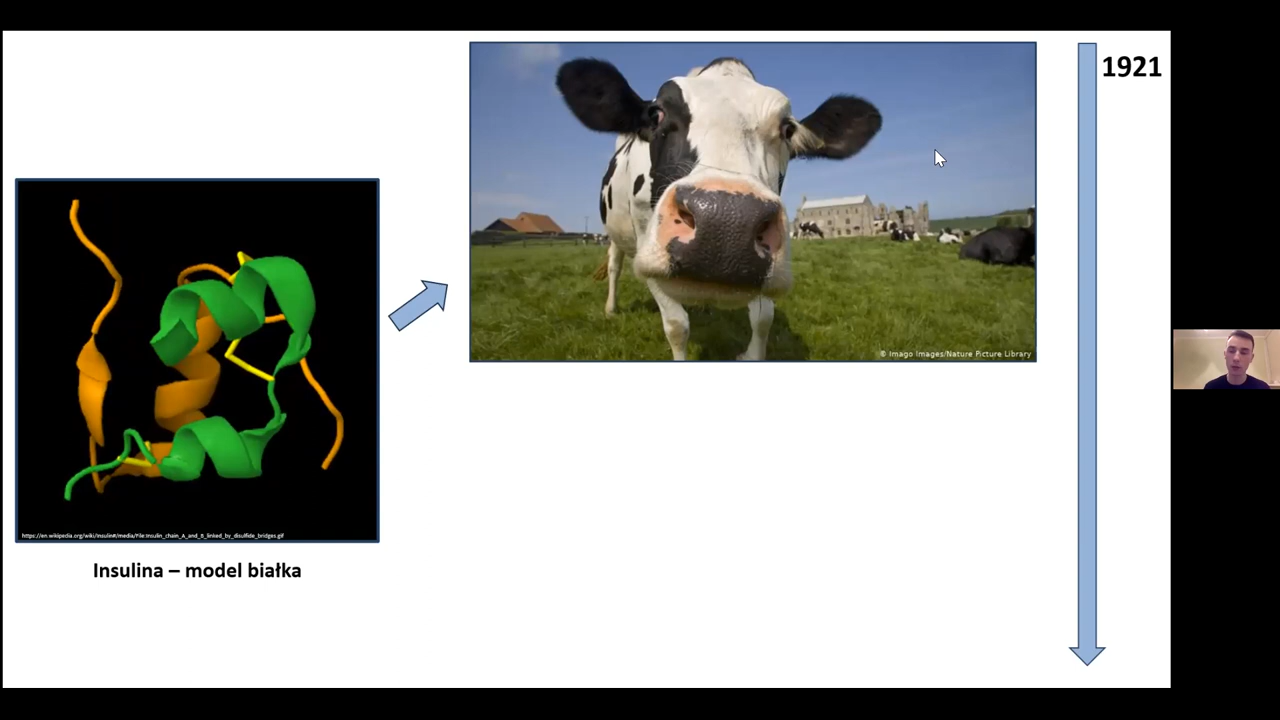 1921
© Imago Images/Nature Picture Library
https://en.wikipedia.org/wiki/Insulin#/media/File:Insulin_chain_A_and_B_linked_by_disulfide_bridges.gif
Insulina – model białka